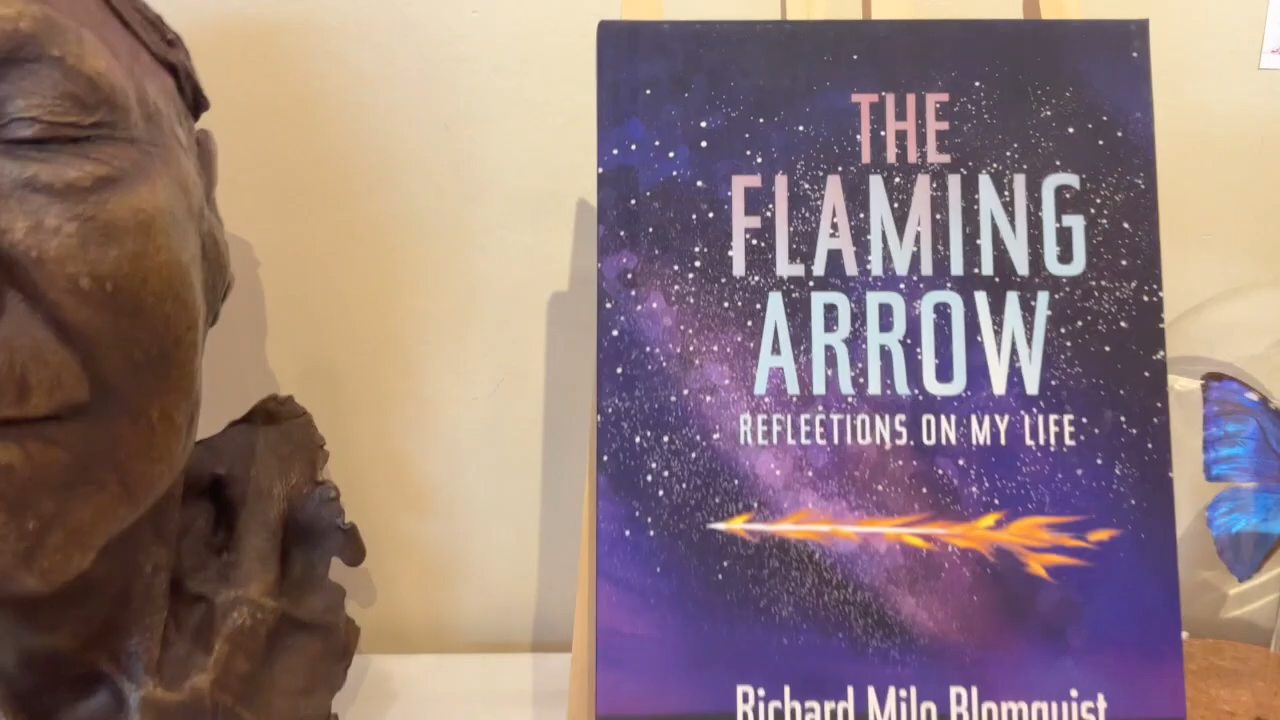 THE
FLAMING
ARROW
REFLECTIONS ON MY LIFE
Richard Milo Blomquist